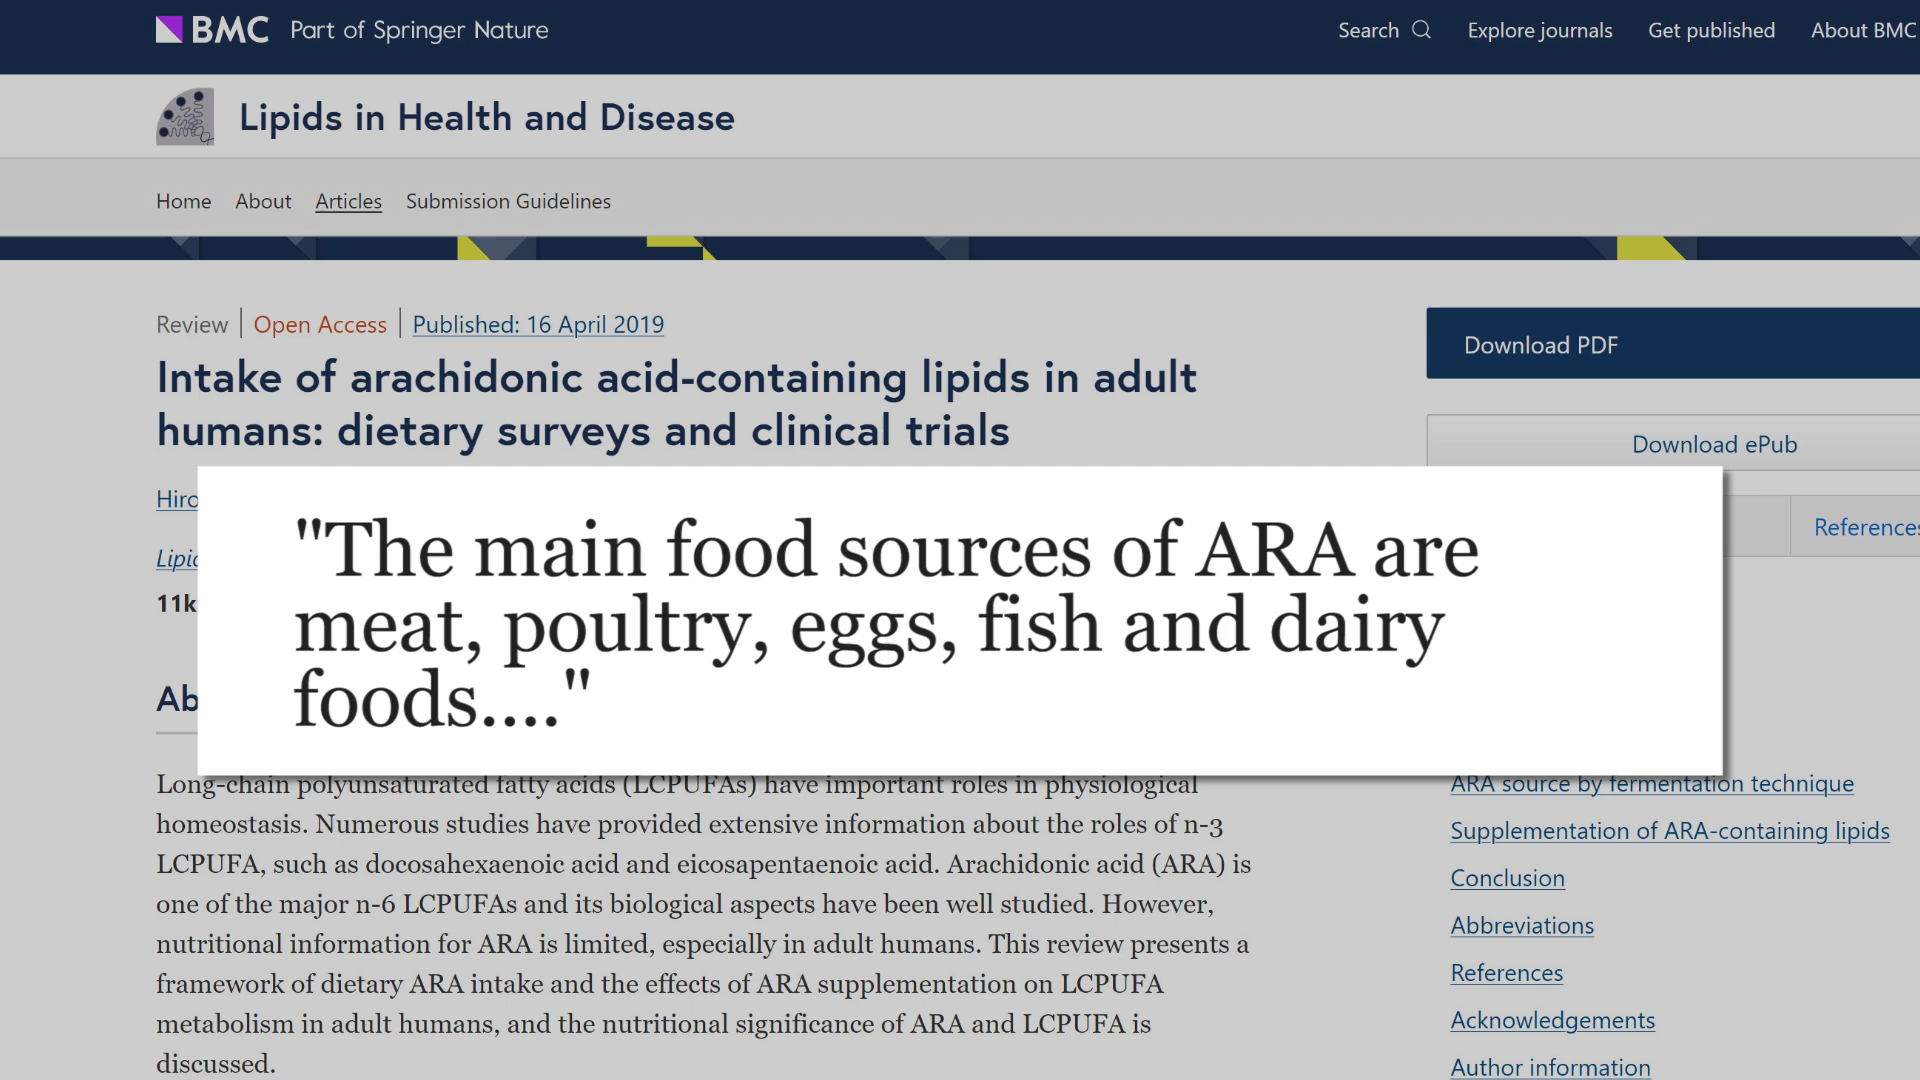 BMC Part of Springer Nature
Search Explore journals Get published About BMC
Lipids in Health and Disease
Home About Articles Submission Guidelines
Review Open Access Published: 16 April 2019
Intake of arachidonic acid-containing lipids in adult
humans: dietary surveys and clinical trials
Download PDF
Download ePub
References
"The main food sources of ARA are
meat, poultry, eggs, fish and dairy
foods...."
11k
Long-chain polyunsaturated fatty acids (LCPUFAs) have important roles in physiological
homeostasis. Numerous studies have provided extensive information about the roles of n-3
LCPUFA, such as docosahexaenoic acid and eicosapentaenoic acid. Arachidonic acid (ARA) is
one of the major n-6 LCPUFAs and its biological aspects have been well studied. However,
nutritional information for ARA is limited, especially in adult humans. This review presents a
framework of dietary ARA intake and the effects of ARA supplementation on LCPUFA
metabolism in adult humans, and the nutritional significance of ARA and LCPUFA is
discussed.
ARA source by fermentation technique
Supplementation of ARA-containing lipids
Conclusion
Abbreviations
References
Acknowledgements
Author information